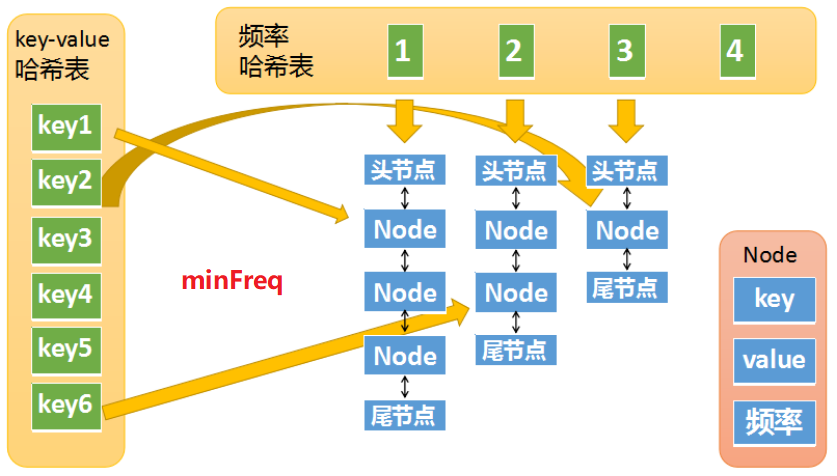 key-value
哈希表
key1
key2
key3
key4
key5
key6
频率
哈希表
1
2
3
4
头节点
头节点
头节点
Node
Node
Node
minFreq
Node
Node
尾节点
Node
尾节点
尾节点
Node
key
value
频率